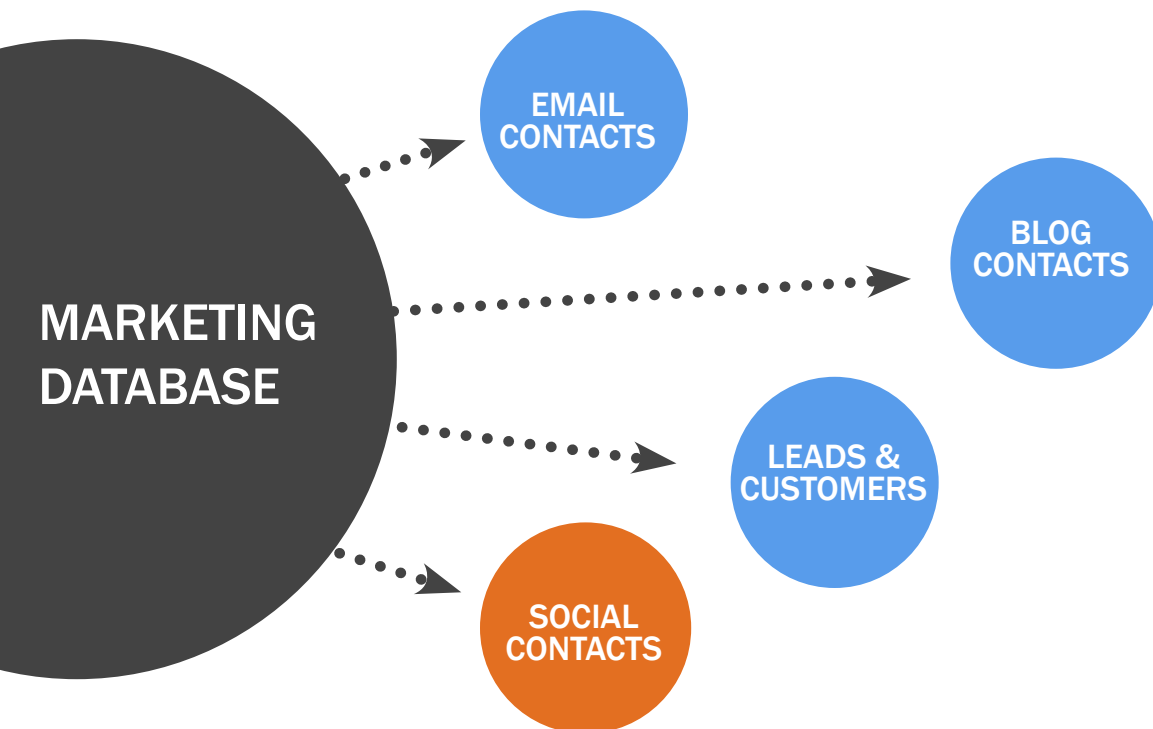 MARKETING
DATABASE
EMAIL
CONTACTS
BLOG
CONTACTS
LEADS &
CUSTOMERS
SOCIAL
CONTACTS